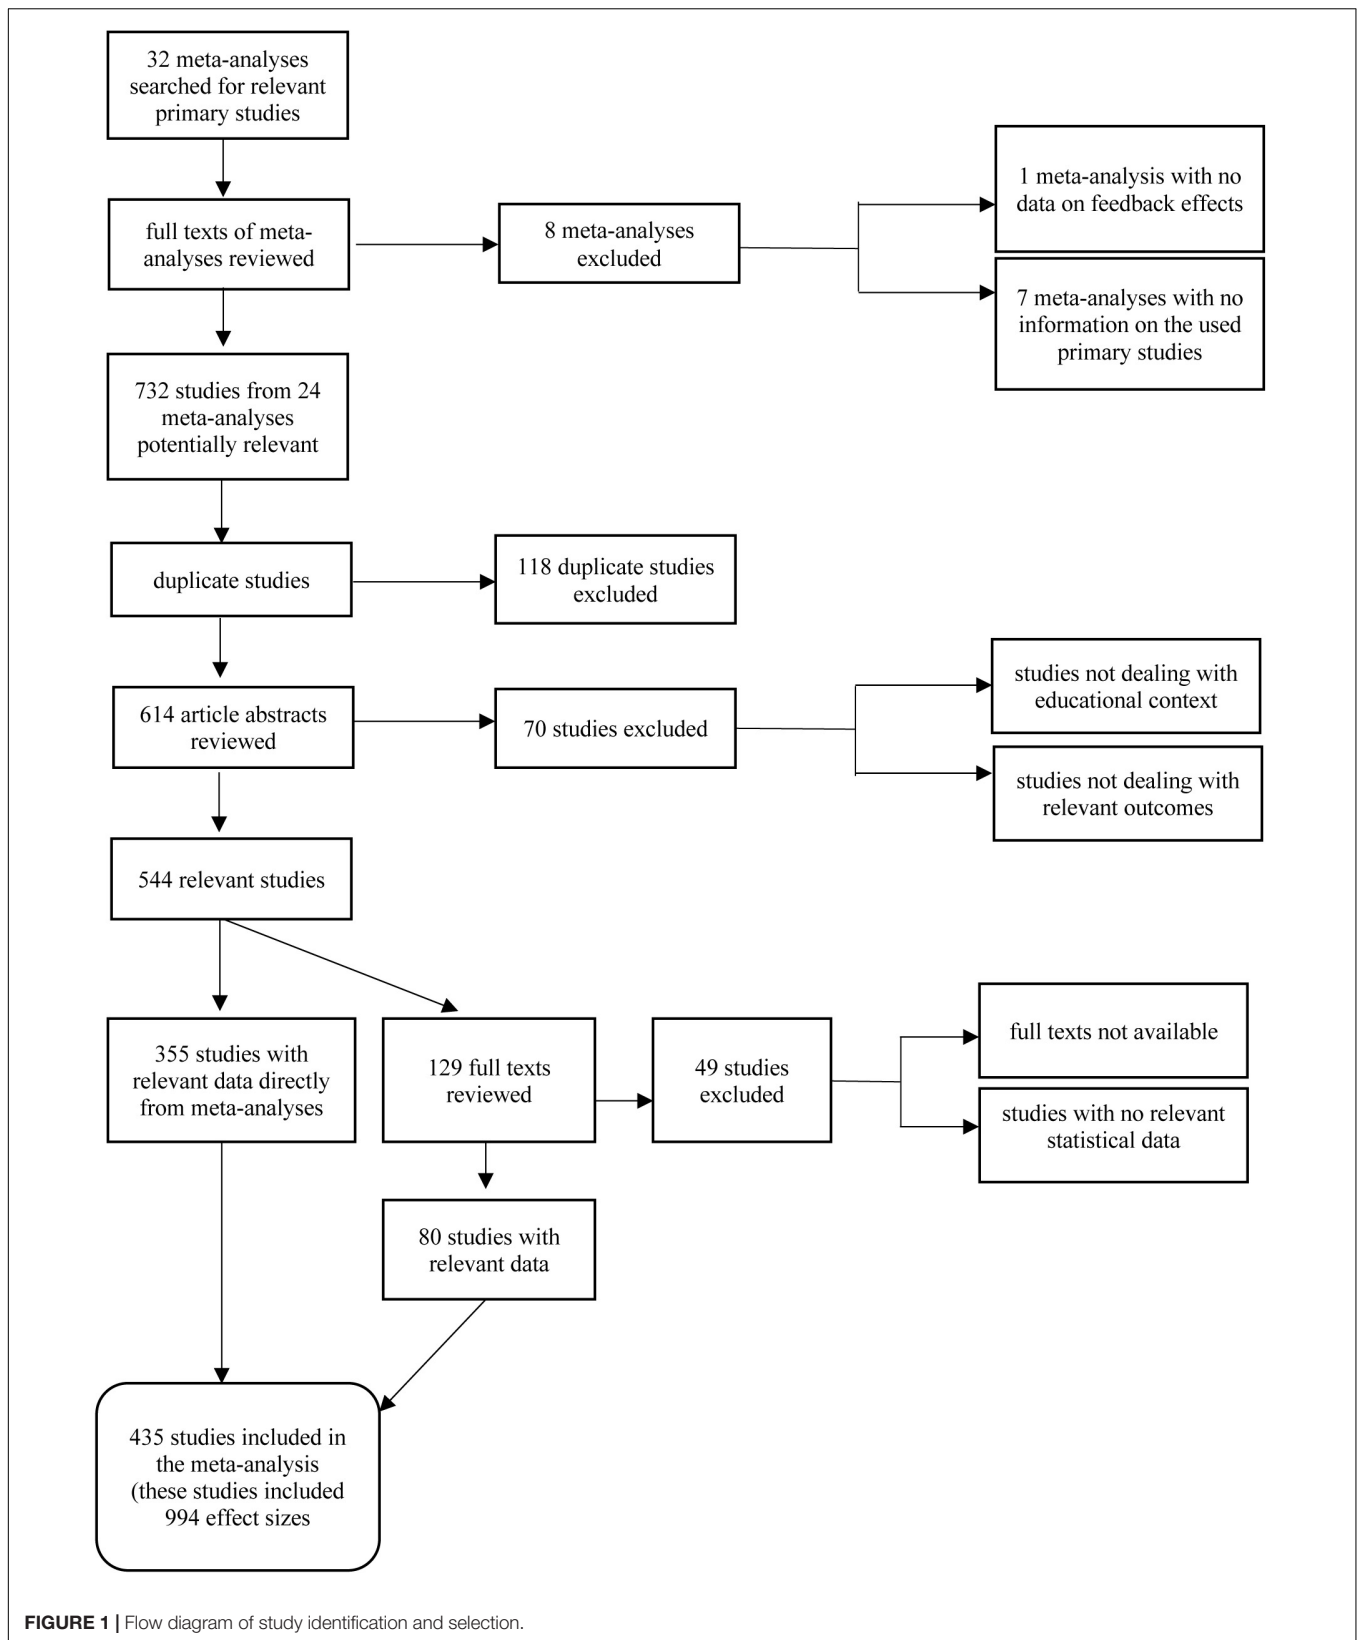 32 meta-analyses
searched for relevant
primary studies
full texts of meta-
analyses reviewed
8 meta-analyses
excluded
1 meta-analysis with no
data on feedback effects
7 meta-analyses with no
information on the used
primary studies
732 studies from 24
meta-analyses
potentially relevant
duplicate studies
118 duplicate studies
excluded
614 article abstracts
reviewed
70 studies excluded
studies not dealing with
educational context
studies not dealing with
relevant outcomes
544 relevant studies
355 studies with
relevant data directly
from meta-analyses
129 full texts
reviewed
49 studies
excluded
full texts not available
studies with no relevant
statistical data
80 studies with
relevant data
435 studies included in
the meta-analysis
(these studies included
994 effect sizes
FIGURE 1 | Flow diagram of study identification and selection.